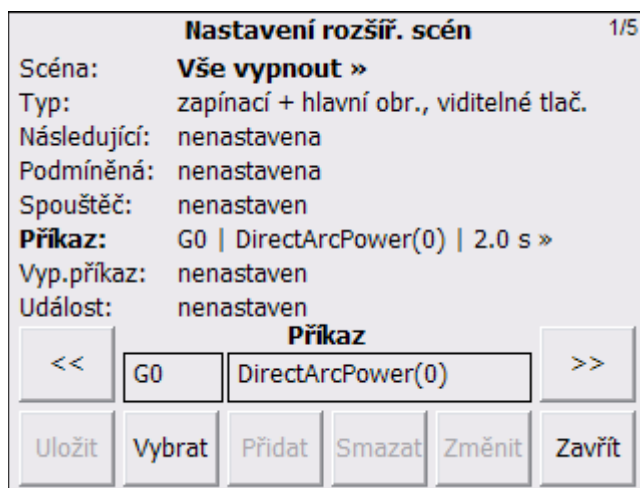 Nastavení rozšíř. scén 1/5
Scéna: Vše vypnout »
Typ: zapínací + hlavní obr., viditelné tlač.
Následující: nenastavena
Podmíněná: nenastavena
Spouštěč: nenastaven
Příkaz: G0 | DirectArcPower(0) | 2.0 s »
Vyp.příkaz: nenastaven
Událost: nenastaven
Příkaz
<< G0 DirectArcPower(0) >>
Uložit Vybrat Přidat Smazat Změnit Zavřít